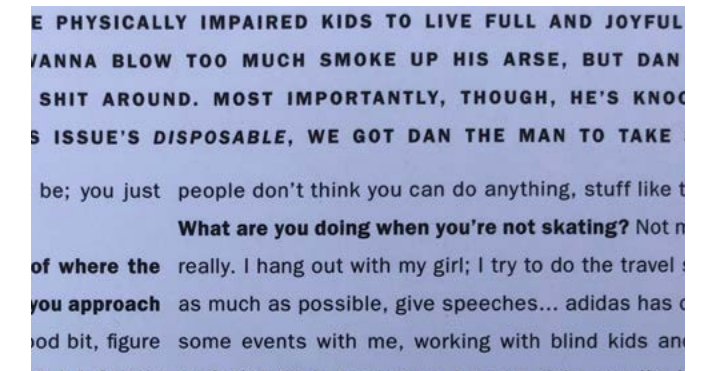 PHYSICALLY IMPAIRED KIDS TO LIVE FULL AND JOYFUL
BLOW TOO MUCH SMOKE UP HIS ARSE, BUT DAN
SHIT AROUND. MOST IMPORTANTLY, THOUGH, HE'S
ISSUE'S DISPOSABLE, WE GOT DAN THE MAN TO TAKE
be; you just
of where the
you approach
bit, figure
people don't think you can do anything, stuff like
What are you doing when you're not skating? Not
really. I hang out with my girl; I try to do the travel
as much as possible, give speeches... adidas has
some events with me, working with blind kids